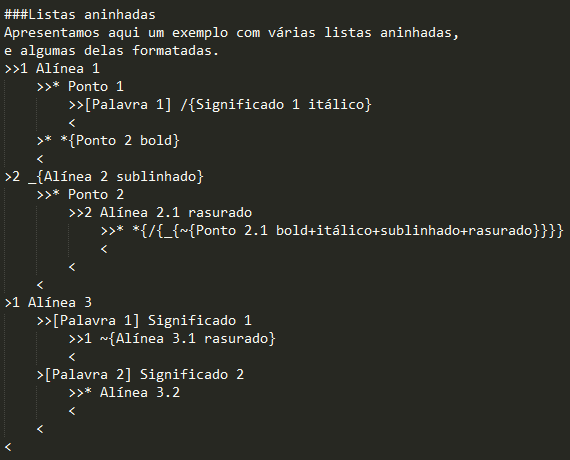 ###Listas aninhadas
Apresentamos aqui um exemplo com várias listas aninhadas,
e algumas delas formatadas.
>>1 Alínea 1
    >>* Ponto 1
        >>[Palavra 1] /{Significado 1 itálico}
        <
    >* *{Ponto 2 bold}
    <
>2 _{Alínea 2 sublinhado}
    >>* Ponto 2
        >>2 Alínea 2.1 rasurado
            >>* *{/{_{~{Ponto 2.1 bold+itálico+sublinhado+rasurado}}}}
            <
        <
    <
>1 Alínea 3
    >>[Palavra 1] Significado 1
        >>1 ~{Alínea 3.1 rasurado}
        <
    >[Palavra 2] Significado 2
        >>* Alínea 3.2
        <
    <
<